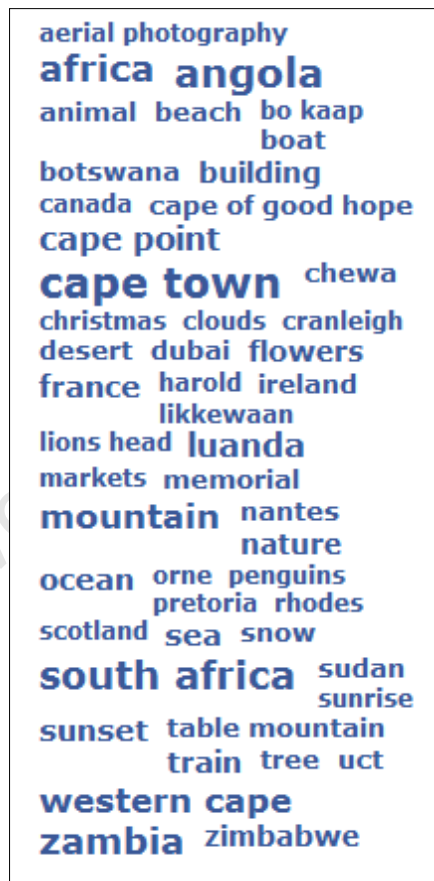 aerial photography
africa angola
animal beach bo kaap
boat
botswana building
canada cape of good hope
cape point
cape town chewa
christmas clouds cranleigh
desert dubai flowers
france harold ireland
likkewaan
lions head luanda
markets memorial
mountain nantes
nature
ocean orne penguins
pretoria rhodes
scotland sea snow
south africa sudan
sunrise
sunset table mountain
train tree uct
western cape
zambia zimbabwe